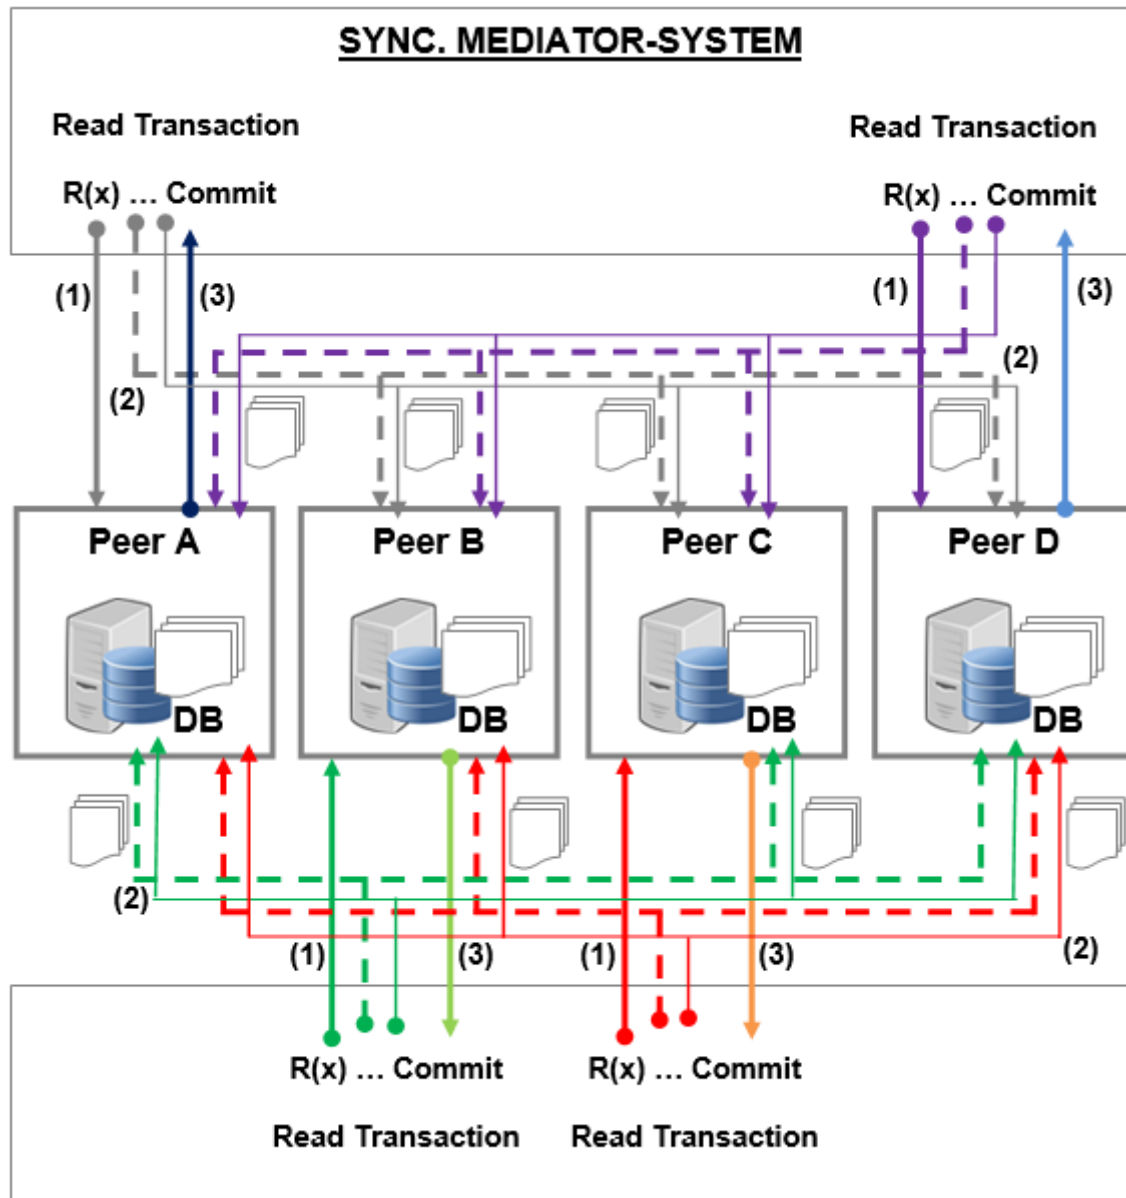 SYNC. MEDIATOR-SYSTEM
Read Transaction
Read Transaction
R(x) … Commit
R(x) … Commit
(1)
(3)
(1)
(3)
(2)
(2)
Peer A
Peer B
Peer C
Peer D
DB
DB
DB
DB
(2)
(1)
(3)
(1)
(3)
(2)
R(x) … Commit
R(x) … Commit
Read Transaction
Read Transaction